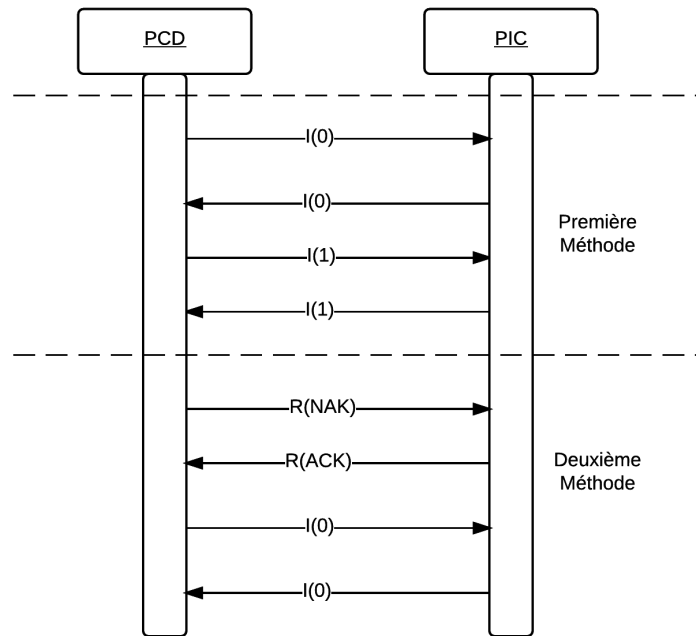 PCD
PIC
I(0)
I(0)
I(1)
I(1)
Première
Méthode
R(NAK)
R(ACK)
I(0)
I(0)
Deuxième
Méthode